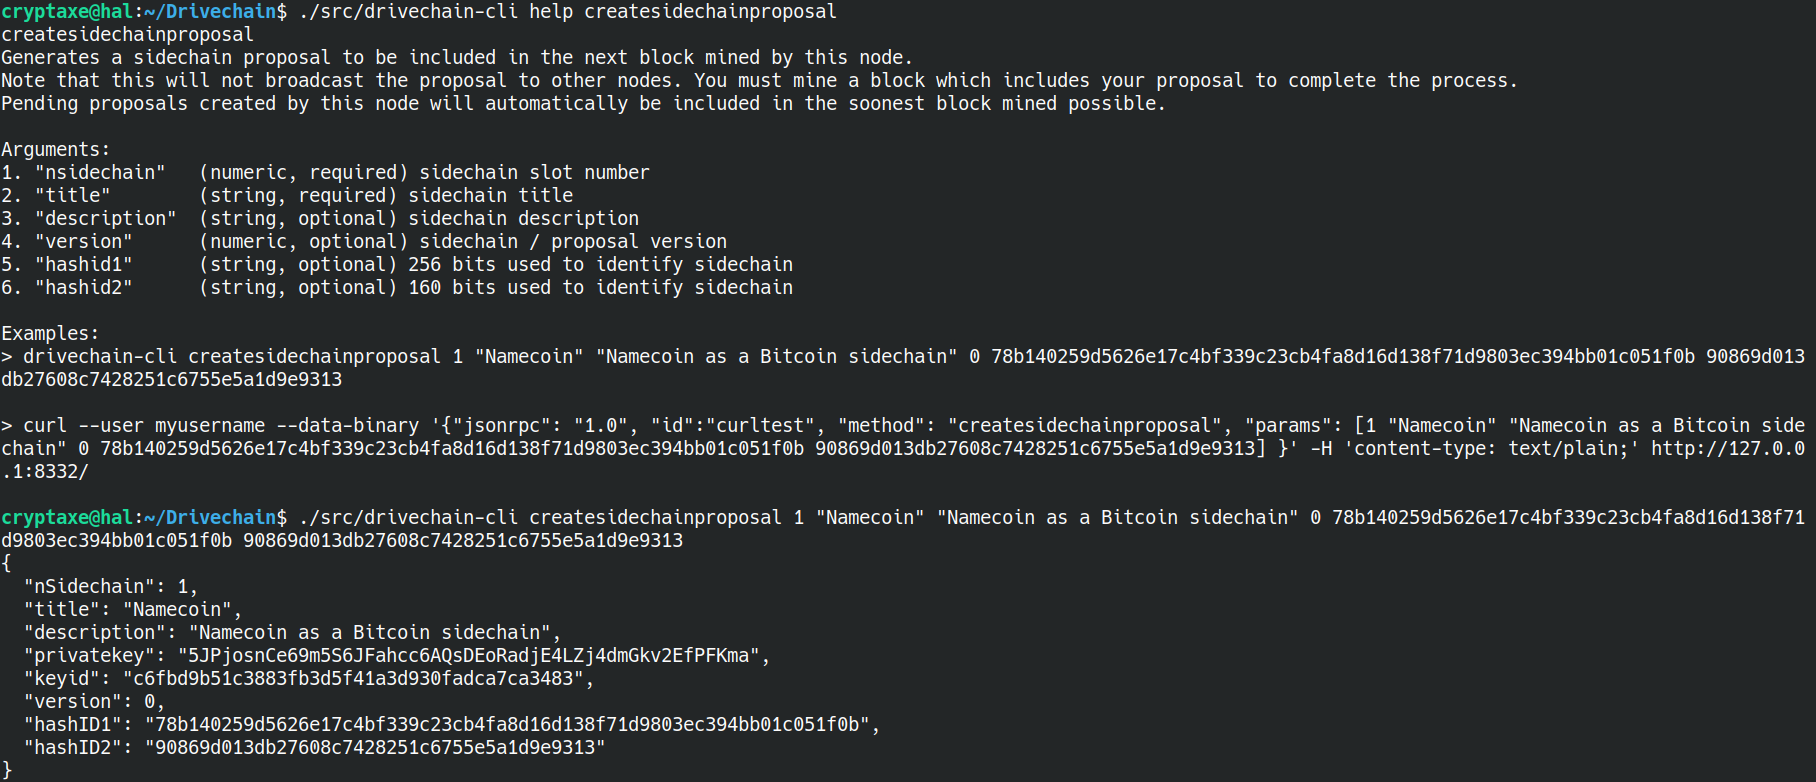 cryptaxe@hal:~/Drivechain$ ./src/drivechain-cli help createsidechainproposal
createsidechainproposal
Generates a sidechain proposal to be included in the next block mined by this node.
Note that this will not broadcast the proposal to other nodes. You must mine a block which includes your proposal to complete the process.
Pending proposals created by this node will automatically be included in the soonest block mined possible.

Arguments:
1. "nsidechain"   (numeric, required) sidechain slot number
2. "title"        (string, required) sidechain title
3. "description"  (string, optional) sidechain description
4. "version"      (numeric, optional) sidechain / proposal version
5. "hashid1"      (string, optional) 256 bits used to identify sidechain
6. "hashid2"      (string, optional) 160 bits used to identify sidechain

Examples:
> drivechain-cli createsidechainproposal 1 "Namecoin" "Namecoin as a Bitcoin sidechain" 0 78b140259d5626e17c4bf339c23cb4fa8d16d138f71d9803ec394bb01c051f0b 90869d013
db27608c7428251c6755e5a1d9e9313

> curl --user myusername --data-binary '{"jsonrpc": "1.0", "id":"curltest", "method": "createsidechainproposal", "params": [1 "Namecoin" "Namecoin as a Bitcoin side
chain" 0 78b140259d5626e17c4bf339c23cb4fa8d16d138f71d9803ec394bb01c051f0b 90869d013db27608c7428251c6755e5a1d9e9313] }' -H 'content-type: text/plain;' http://127.0.0
.1:8332/

cryptaxe@hal:~/Drivechain$ ./src/drivechain-cli createsidechainproposal 1 "Namecoin" "Namecoin as a Bitcoin sidechain" 0 78b140259d5626e17c4bf339c23cb4fa8d16d138f71
d9803ec394bb01c051f0b 90869d013db27608c7428251c6755e5a1d9e9313
{
  "nSidechain": 1,
  "title": "Namecoin",
  "description": "Namecoin as a Bitcoin sidechain",
  "privatekey": "5JPjosnCe69m5S6JFahcc6AQsDEoRadjE4LZj4dmGkv2EfPFKma",
  "keyid": "c6fbd9b51c3883fb3d5f41a3d930fadca7ca3483",
  "version": 0,
  "hashID1": "78b140259d5626e17c4bf339c23cb4fa8d16d138f71d9803ec394bb01c051f0b",
  "hashID2": "90869d013db27608c7428251c6755e5a1d9e9313"
}